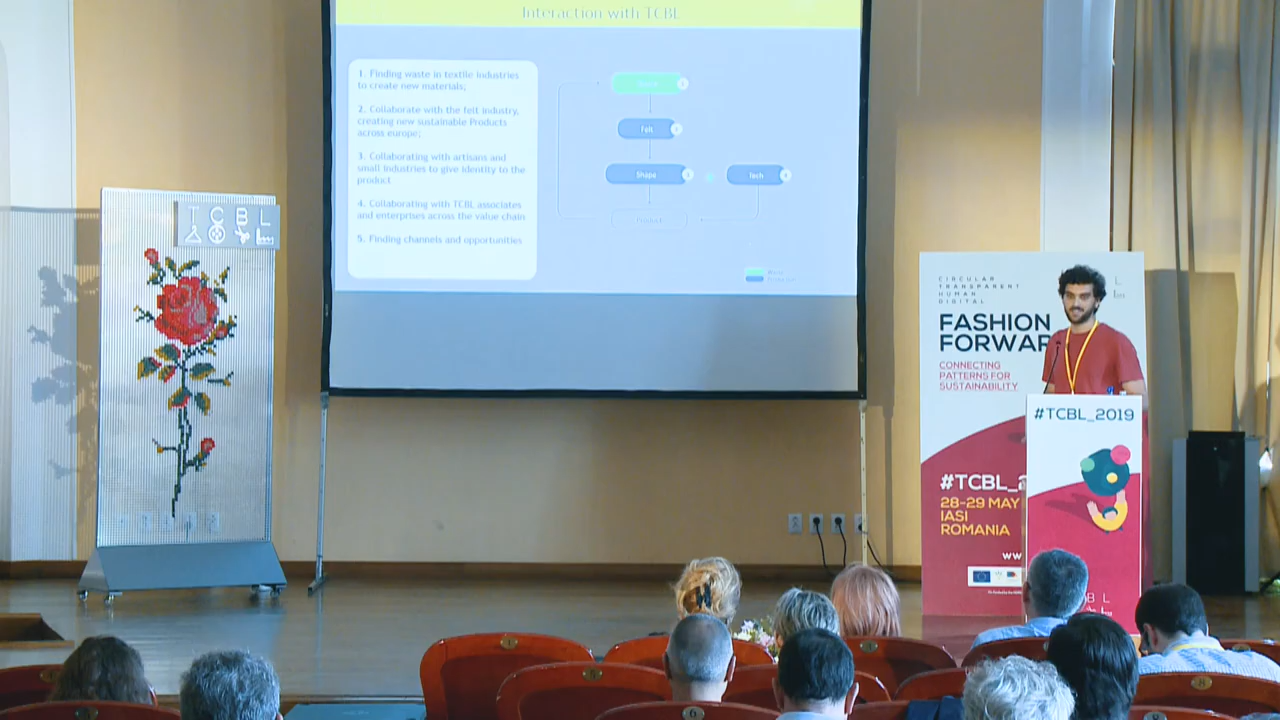 Interaction with TCBL
1. Finding waste in textile industries
to create new materials;
2. Collaborate with the felt industry,
creating new sustainable Products
across europe;
3. Collaborating with artisans and
small industries to give identity to the
product
4. Collaborating with TCBL associates
and enterprises across the value chain
5. Finding channels and opportunities
Felt
Shape
Tech
Product
T C B L
CIRCULAR
TRANSPARENT
HUMAN
DIGITAL
FASHION
FORWAR
CONNECTING
PATTERNS FOR
SUSTAINABILITY
#TCBL_2019
#TCBL_2
28-29 MAY
IASI
ROMANIA
ww
B L